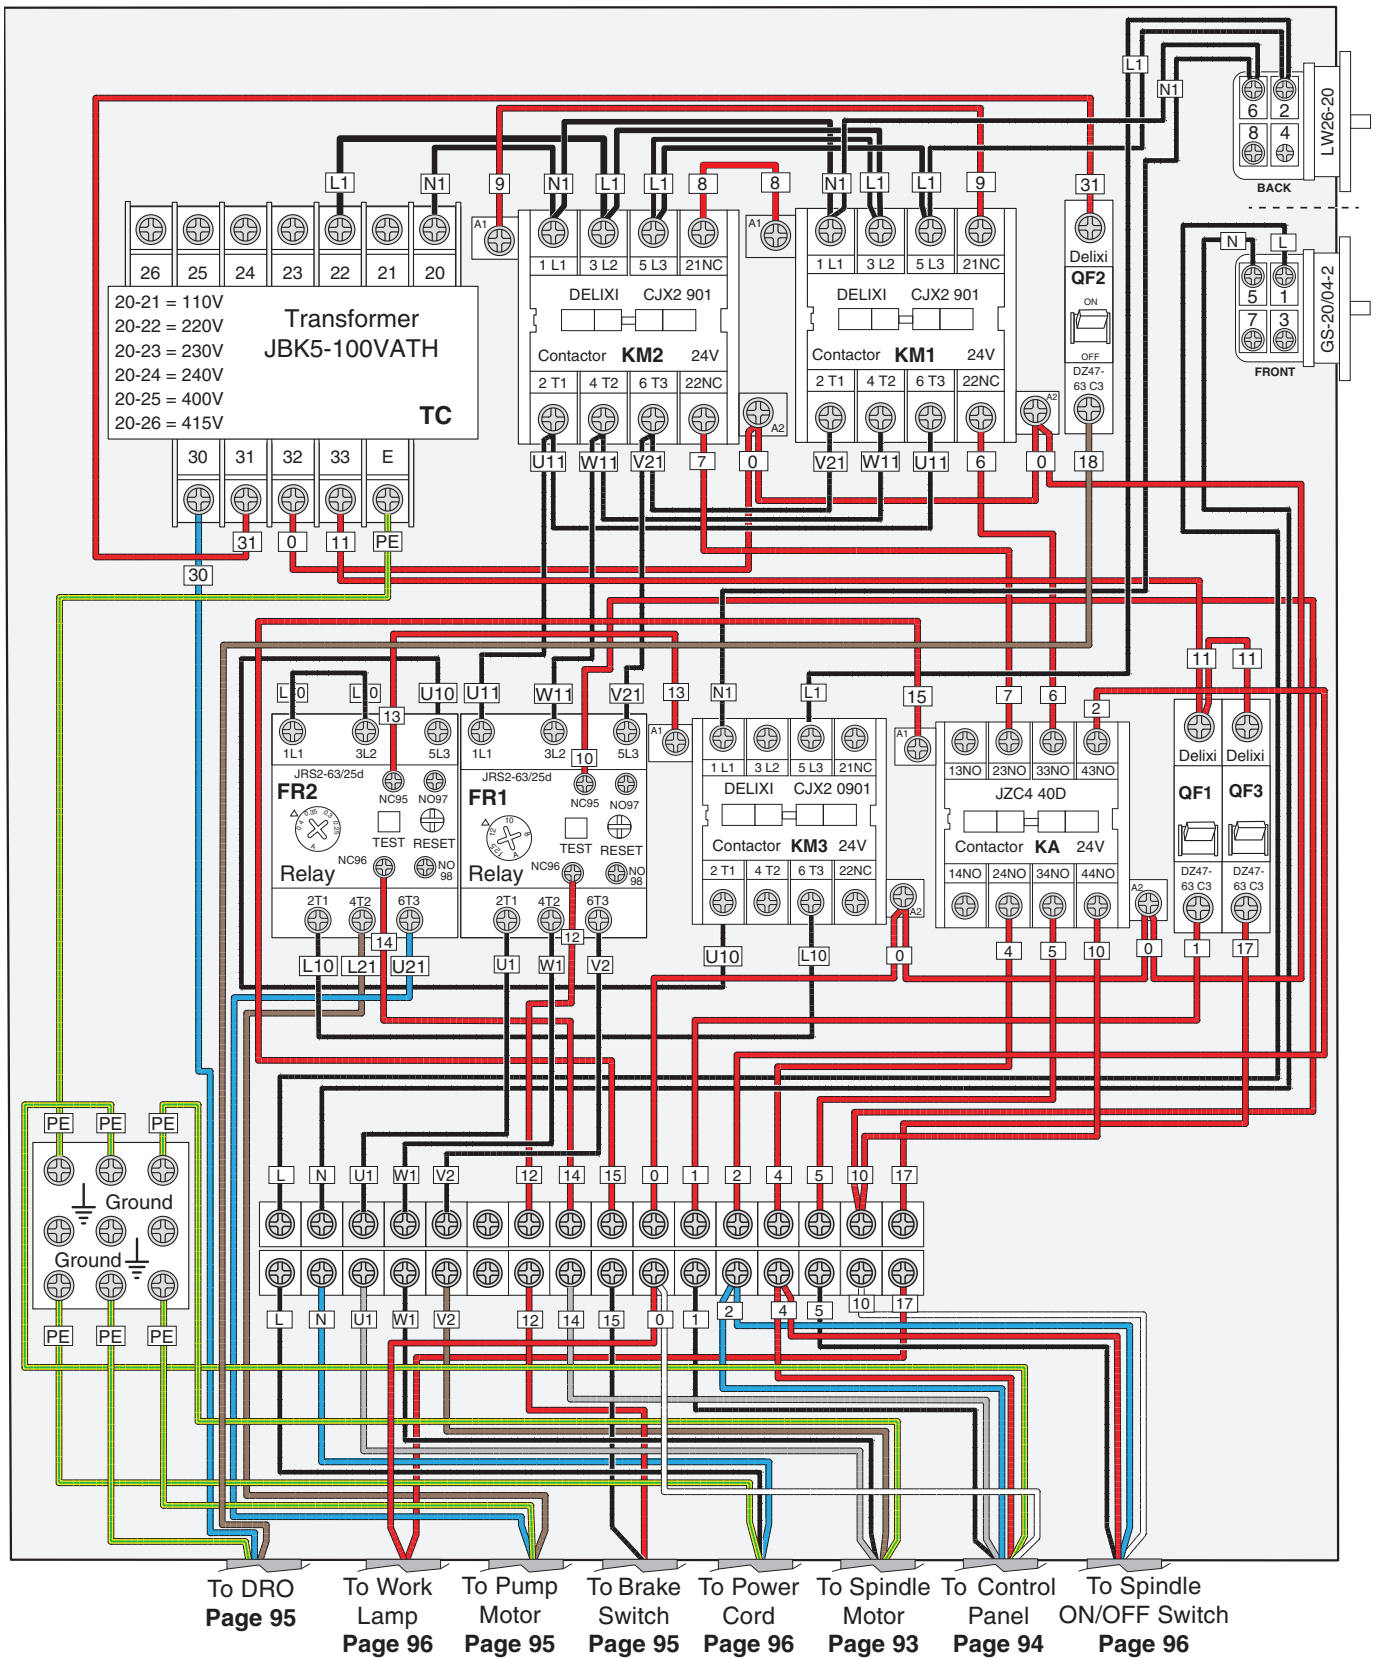 L1
N1
6 2
8 4
BACK
LW26-20
L1 N1 9 N1 L1 L1 8 8 N1 L1 L1 9 31
A1 A1
N L
5 1
7 3
FRONT
GS-20/04-2
26 25 24 23 22 21 20
20-21 = 110V
20-22 = 220V
20-23 = 230V
20-24 = 240V
20-25 = 400V
20-26 = 415V
Transformer
JBK5-100VATH
TC
30 31 32 33 E
1 L1 3 L2 5 L3 21NC
DELIXI CJX2 901
Contactor KM2 24V
2 T1 4 T2 6 T3 22NC
A2
1 L1 3 L2 5 L3 21NC
DELIXI CJX2 901
Contactor KM1 24V
2 T1 4 T2 6 T3 22NC
A2
Delixi
QF2
ON
OFF
DZ47-
63 C3
U11 W11 V21 7 0 V21 W11 U11 6 0 18
31 0 11 PE
30
11 11
L10 L10 U10 U11 W11 V21 13 N1 L1 15 7 6 2
13
10
1L1 3L2 5L3
JRS2-63/25d
FR2
NC95 NO97
0.4 0.35 0.3 0.25
A
TEST RESET
NC96 NO
98
Relay
2T1 4T2 6T3
14
1L1 3L2 5L3
JRS2-63/25d
FR1
NC95 NO97
12.5 12 10 8
A
TEST RESET
NC96 NO
98
Relay
2T1 4T2 6T3
12
A1
1 L1 3 L2 5 L3 21NC
DELIXI CJX2 0901
Contactor KM3 24V
2 T1 4 T2 6 T3 22NC
A2
A1
13NO 23NO 33NO 43NO
JZC4 40D
Contactor KA 24V
14NO 24NO 34NO 44NO
A2
Delixi Delixi
QF1 QF3
DZ47- DZ47-
63 C3 63 C3
L10 L21 U21 U1 W1 V2 U10 L10 0 4 5 10 0 1 17
PE PE PE
Ground
Ground
PE PE PE
L N U1 W1 V2 12 14 15 0 1 2 4 5 10 17
L N U1 W1 V2 12 14 15 0 1 2 4 5 10 17
To DRO
Page 95
To Work
Lamp
Page 96
To Pump
Motor
Page 95
To Brake
Switch
Page 95
To Power
Cord
Page 96
To Spindle
Motor
Page 93
To Control
Panel
Page 94
To Spindle
ON/OFF Switch
Page 96